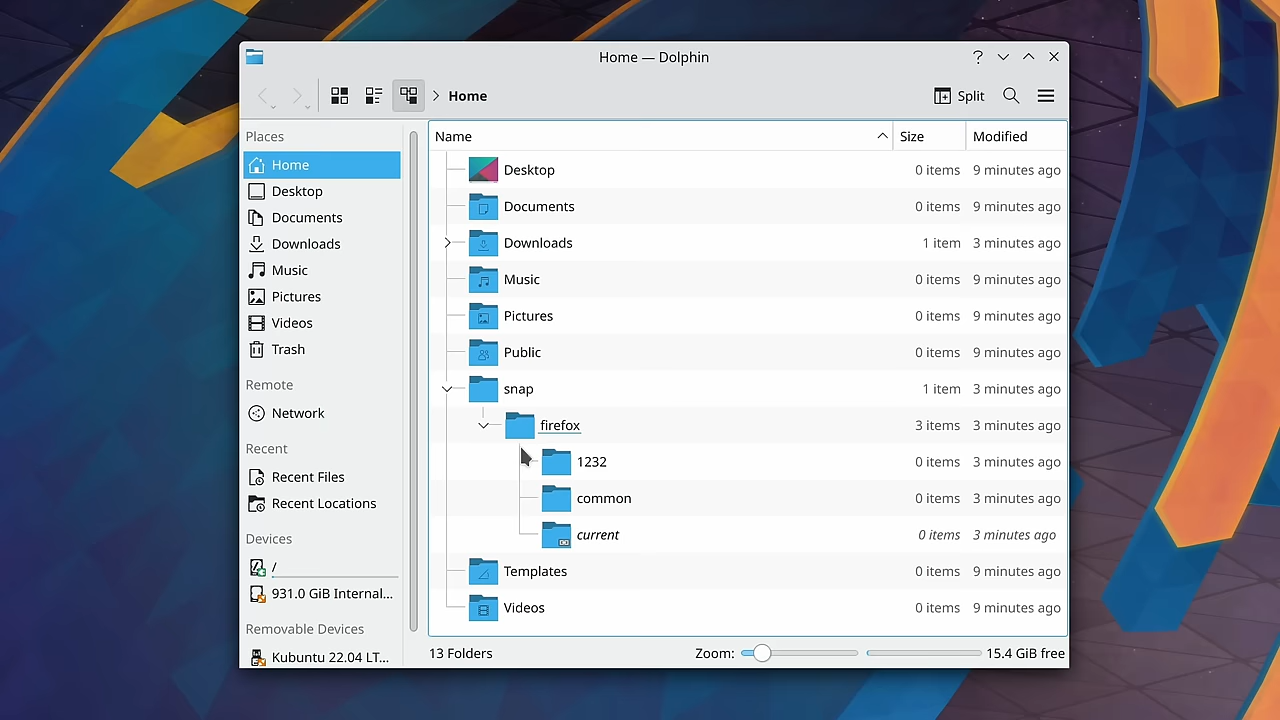 Home — Dolphin
Home
Split
Places
Home
Desktop
Documents
Downloads
Music
Pictures
Videos
Trash
Remote
Network
Recent
Recent Files
Recent Locations
Devices
/
931.0 GiB Internal...
Removable Devices
Kubuntu 22.04 LT...
Name Size Modified
Desktop 0 items 9 minutes ago
Documents 0 items 9 minutes ago
Downloads 1 item 3 minutes ago
Music 0 items 9 minutes ago
Pictures 0 items 9 minutes ago
Public 0 items 9 minutes ago
snap 1 item 3 minutes ago
firefox 3 items 3 minutes ago
1232 0 items 3 minutes ago
common 0 items 3 minutes ago
current 0 items 3 minutes ago
Templates 0 items 9 minutes ago
Videos 0 items 9 minutes ago
13 Folders Zoom: 15.4 GiB free